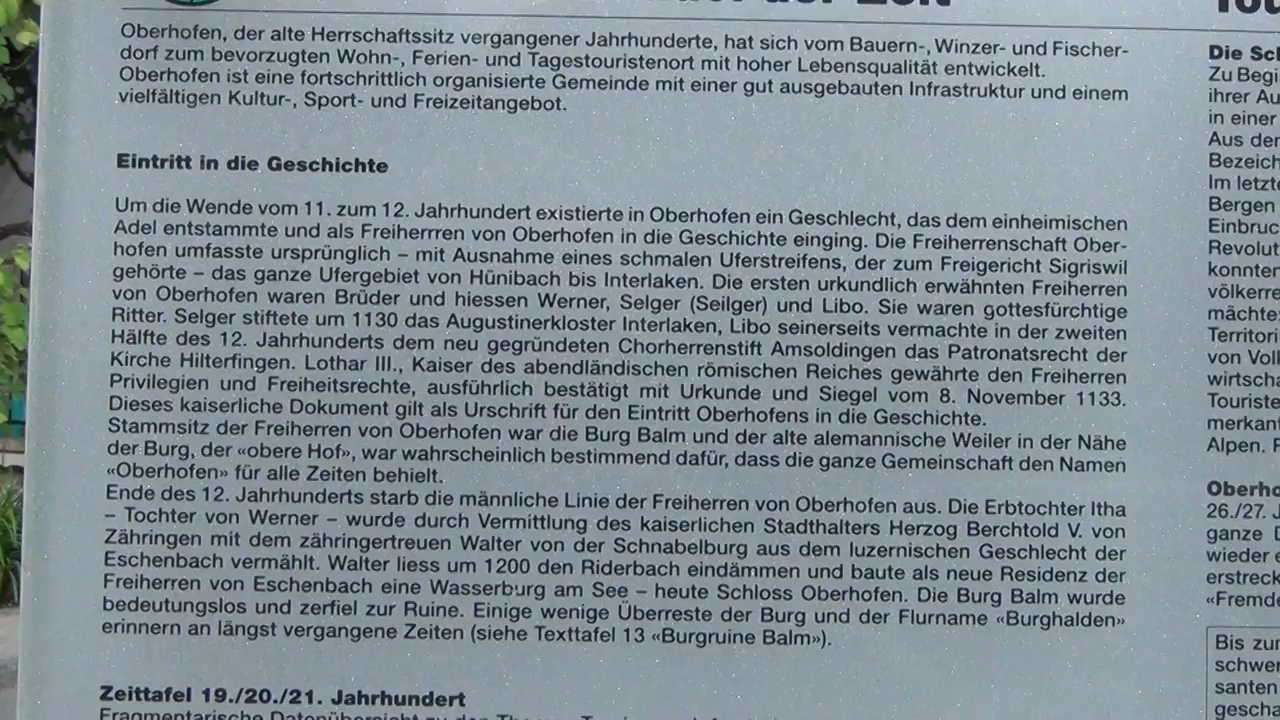 der Zeit
Oberhofen, der alte Herrschaftssitz vergangener Jahrhunderte, hat sich vom Bauern-, Winzer- und Fischer-
dorf zum bevorzugten Wohn-, Ferien- und Tagestouristenort mit hoher Lebensqualität entwickelt.
Oberhofen ist eine fortschrittlich organisierte Gemeinde mit einer gut ausgebauten Infrastruktur und einem
vielfältigen Kultur-, Sport- und Freizeitangebot.
Eintritt in die Geschichte
Um die Wende vom 11. zum 12. Jahrhundert existierte in Oberhofen ein Geschlecht, das dem einheimischen
Adel entstammte und als Freiherrren von Oberhofen in die Geschichte einging. Die Freiherrenschaft Ober-
hofen umfasste ursprünglich – mit Ausnahme eines schmalen Uferstreifens, der zum Freigericht Sigriswil
gehörte – das ganze Ufergebiet von Hünibach bis Interlaken. Die ersten urkundlich erwähnten Freiherren
von Oberhofen waren Brüder und hiessen Werner, Selger (Seilger) und Libo. Sie waren gottesfürchtige
Ritter. Selger stiftete um 1130 das Augustinerkloster Interlaken, Libo seinerseits vermachte in der zweiten
Hälfte des 12. Jahrhunderts dem neu gegründeten Chorherrenstift Amsoldingen das Patronatsrecht der
Kirche Hilterfingen. Lothar III., Kaiser des abendländischen römischen Reiches gewährte den Freiherren
Privilegien und Freiheitsrechte, ausführlich bestätigt mit Urkunde und Siegel vom 8. November 1133.
Dieses kaiserliche Dokument gilt als Urschrift für den Eintritt Oberhofens in die Geschichte.
Stammsitz der Freiherren von Oberhofen war die Burg Balm und der alte alemannische Weiler in der Nähe
der Burg, der «obere Hof», war wahrscheinlich bestimmend dafür, dass die ganze Gemeinschaft den Namen
«Oberhofen» für alle Zeiten behielt.
Ende des 12. Jahrhunderts starb die männliche Linie der Freiherren von Oberhofen aus. Die Erbtochter Itha
– Tochter von Werner – wurde durch Vermittlung des kaiserlichen Stadthalters Herzog Berchtold V. von
Zähringen mit dem zähringertreuen Walter von der Schnabelburg aus dem luzernischen Geschlecht der
Eschenbach vermählt. Walter liess um 1200 den Riderbach eindämmen und baute als neue Residenz der
Freiherren von Eschenbach eine Wasserburg am See – heute Schloss Oberhofen. Die Burg Balm wurde
bedeutungslos und zerfiel zur Ruine. Einige wenige Überreste der Burg und der Flurname «Burghalden»
erinnern an längst vergangene Zeiten (siehe Texttafel 13 «Burgruine Balm»).
Zeittafel 19./20./21. Jahrhundert
Fragmentarische Datenübersicht zu den
Tou
Die Sc
Zu Begi
ihrer Au
in einer
Aus der
Bezeich
Im letzte
Bergen
Einbruc
Revolut
konnten
völkerre
mächte
Territori
von Voll
wirtscha
Touriste
merkant
Alpen. F
Oberho
26./27. J
ganze
wieder
erstreck
«Fremde
Bis zur
schwer
santen
gescha